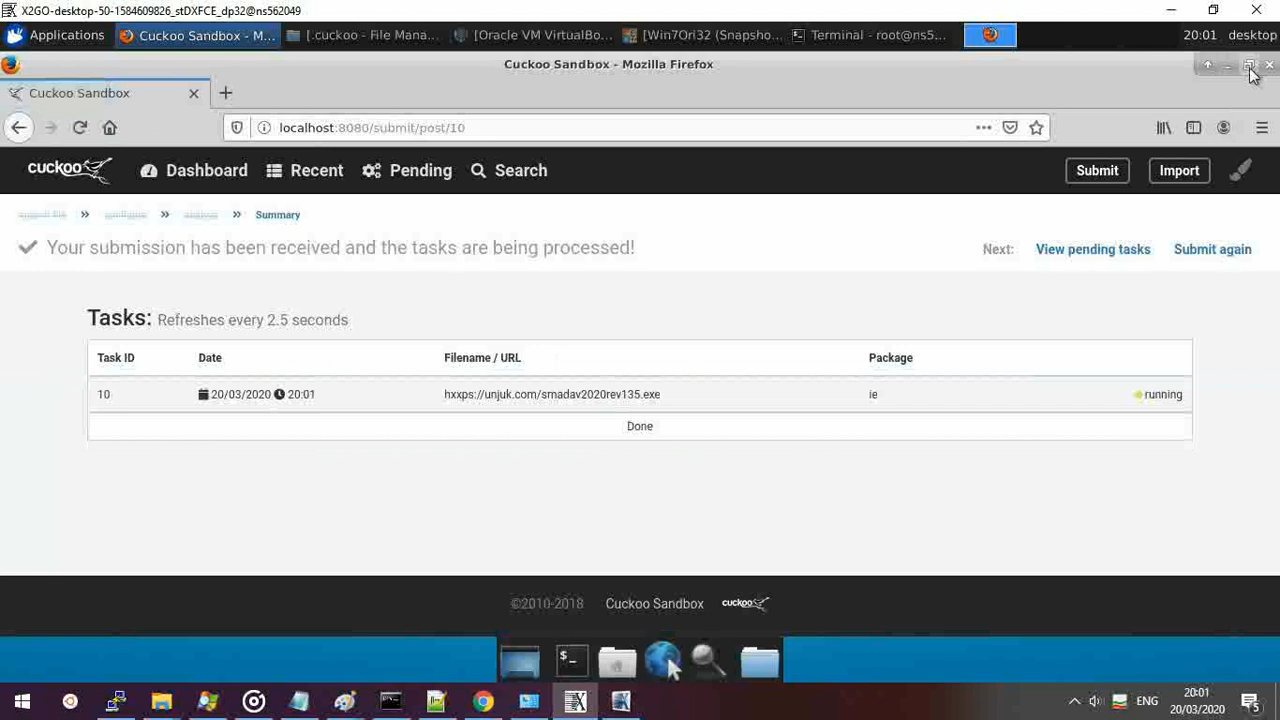 X2GO-desktop-50-1584609826_stDXFCE_dp32@ns562049
Applications
Cuckoo Sandbox - M...
[.cuckoo - File Mana...
[Oracle VM VirtualBo...
[Win7Ori32 (Snapsho...
Terminal - root@ns5...
20:01 desktop
Cuckoo Sandbox - Mozilla Firefox
Cuckoo Sandbox
localhost:8080/submit/post/10
cuckoo
Dashboard
Recent
Pending
Search
Submit
Import
» » » Summary
Your submission has been received and the tasks are being processed!
Next: View pending tasks Submit again
Tasks: Refreshes every 2.5 seconds
Task ID Date Filename / URL Package
10 20/03/2020 20:01 hxxps://unjuk.com/smadav2020rev135.exe ie running
Done
©2010-2018 Cuckoo Sandbox cuckoo
$_
ENG
20:01
20/03/2020
5